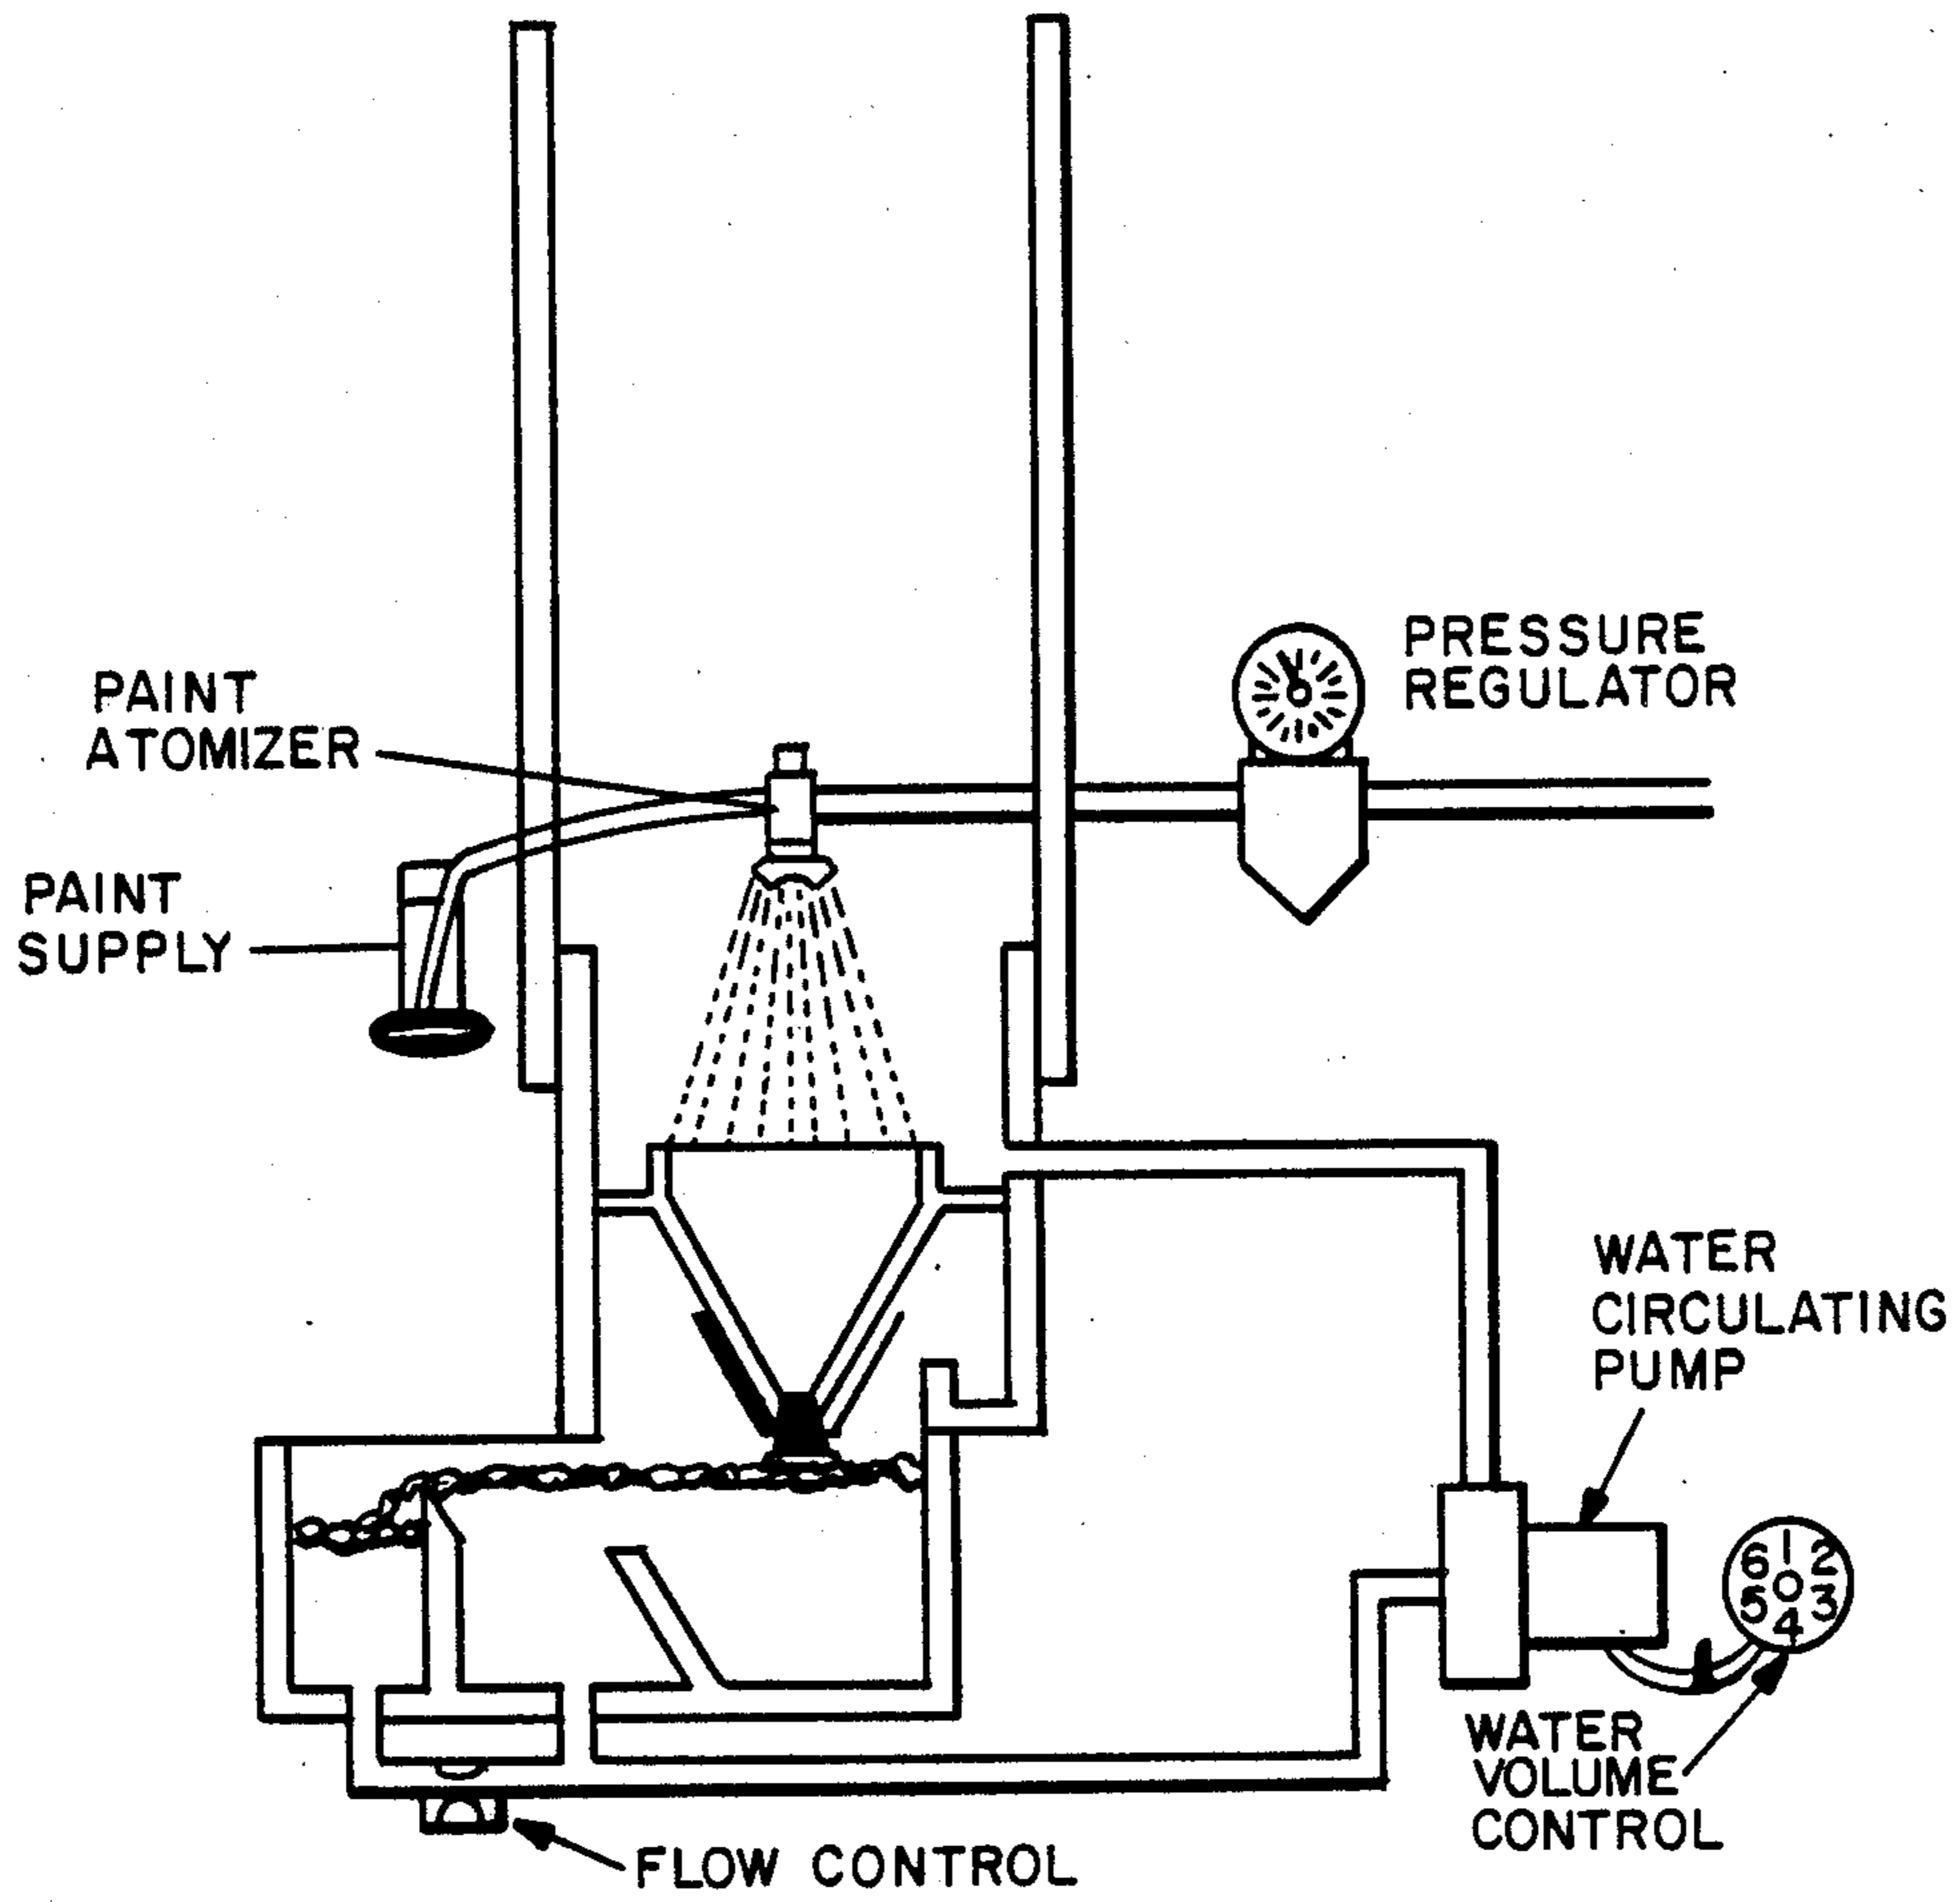 PAINT
ATOMIZER
PAINT
SUPPLY
PRESSURE
REGULATOR
WATER
CIRCULATING
PUMP
6 1 2
5 0 3
4
WATER
VOLUME
CONTROL
FLOW CONTROL